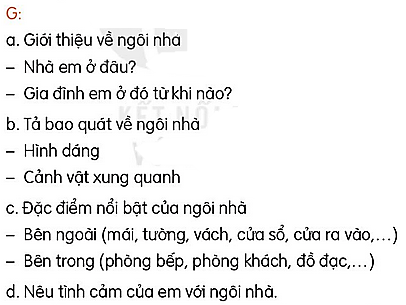 G:
a. Giới thiệu về ngôi nhà
– Nhà em ở đâu?
– Gia đình em ở đó từ khi nào?
b. Tả bao quát về ngôi nhà
– Hình dáng
– Cảnh vật xung quanh
c. Đặc điểm nổi bật của ngôi nhà
– Bên ngoài (mái, tường, vách, cửa sổ, cửa ra vào,...)
– Bên trong (phòng bếp, phòng khách, đồ đạc,...)
d. Nêu tình cảm của em với ngôi nhà.
KẾT NỐ